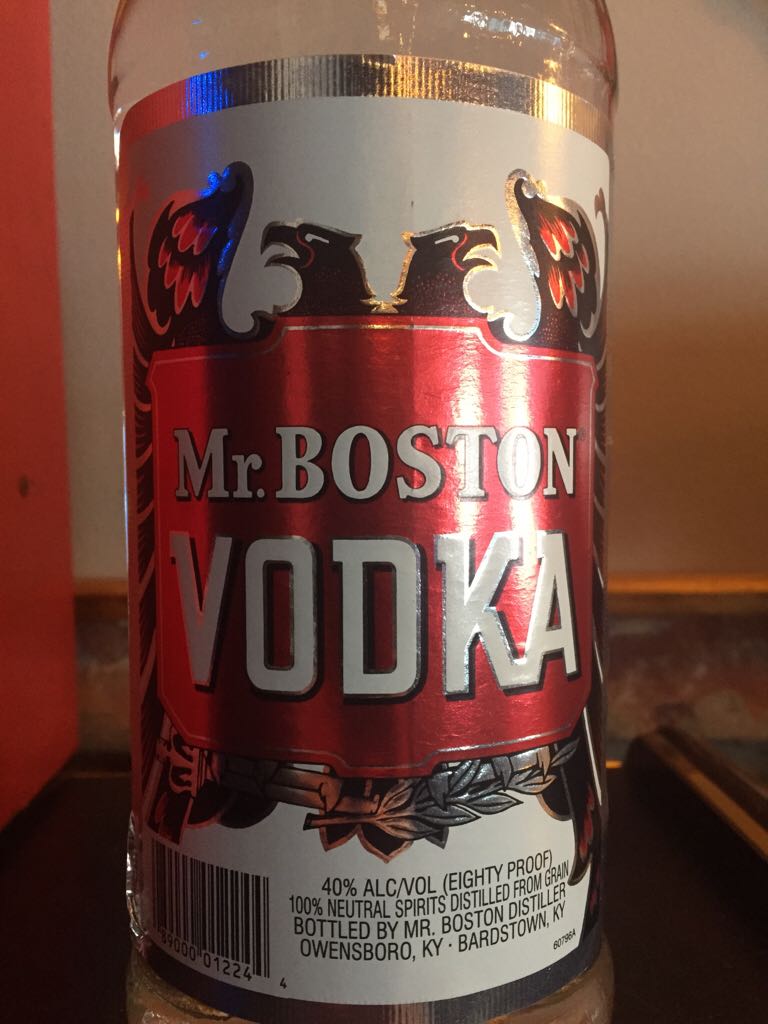 Mr. BOSTON®
VODKA
40% ALC/VOL (EIGHTY PROOF)
100% NEUTRAL SPIRITS DISTILLED FROM GRAIN
BOTTLED BY MR. BOSTON DISTILLER
OWENSBORO, KY · BARDSTOWN, KY
60796A
89000 01224 4